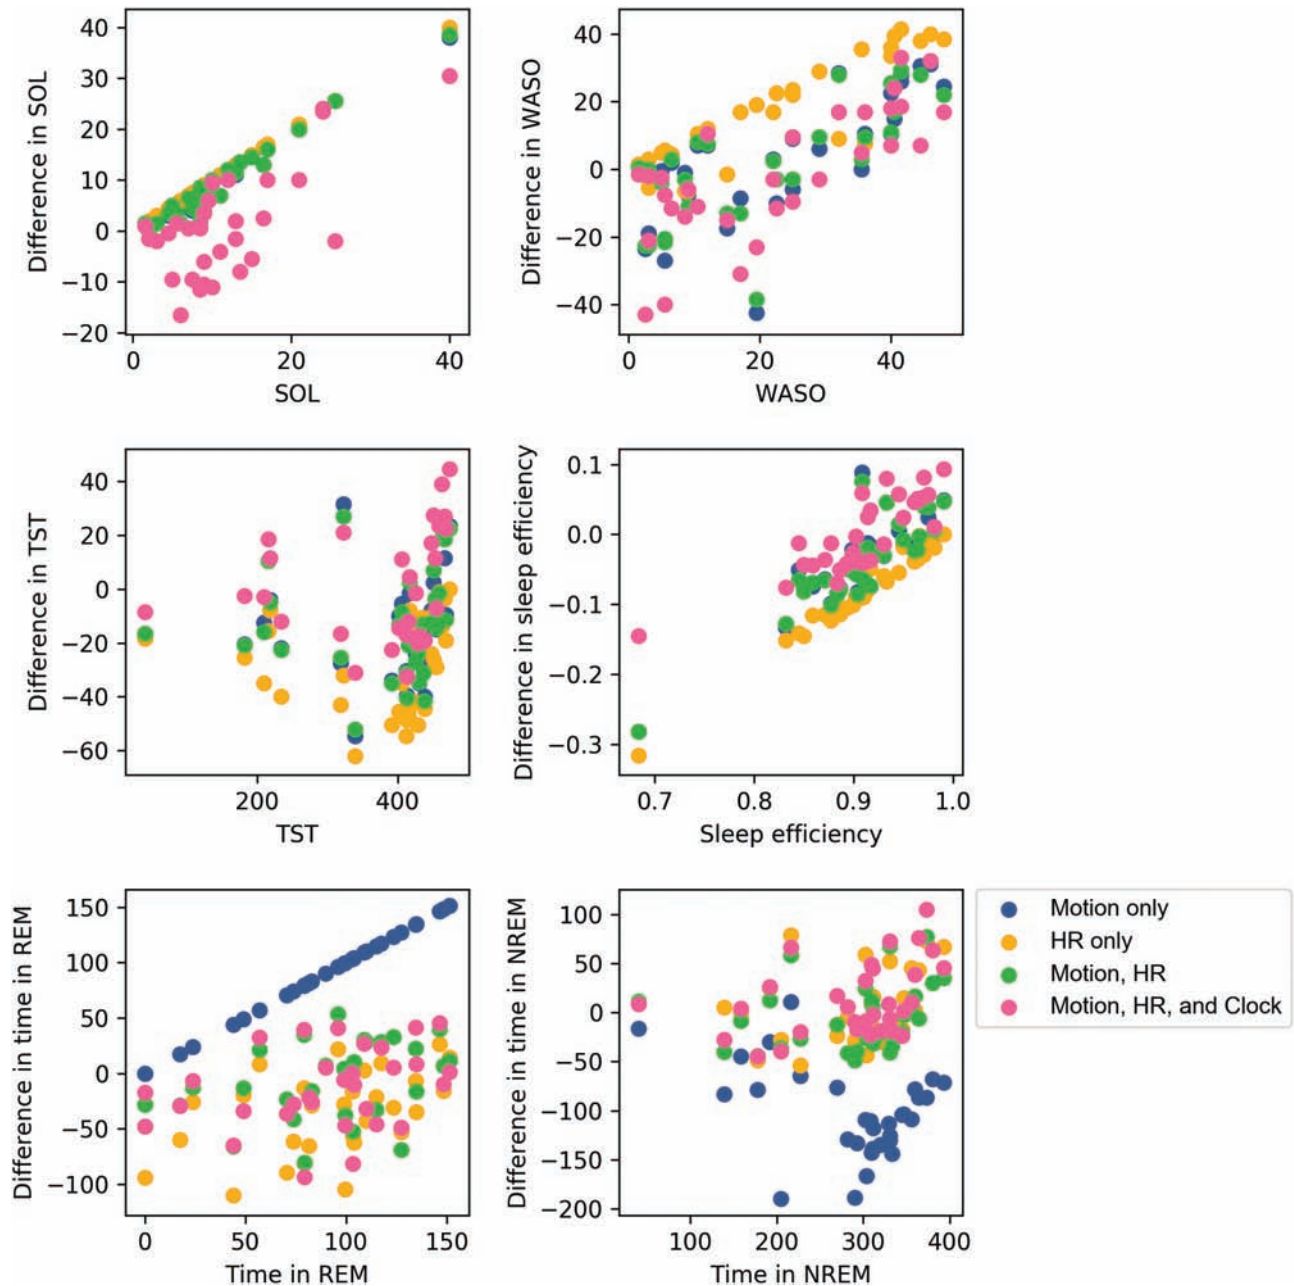 40
30
20
10
0
−10
−20
Difference in SOL
0 20 40
SOL
40
20
0
−20
−40
Difference in WASO
0 20 40
WASO
40
20
0
−20
−40
−60
Difference in TST
200 400
TST
0.1
0.0
−0.1
−0.2
−0.3
Difference in sleep efficiency
0.7 0.8 0.9 1.0
Sleep efficiency
150
100
50
0
−50
−100
Difference in time in REM
0 50 100 150
Time in REM
100
50
0
−50
−100
−150
−200
Difference in time in NREM
100 200 300 400
Time in NREM
Motion only
HR only
Motion, HR
Motion, HR, and Clock